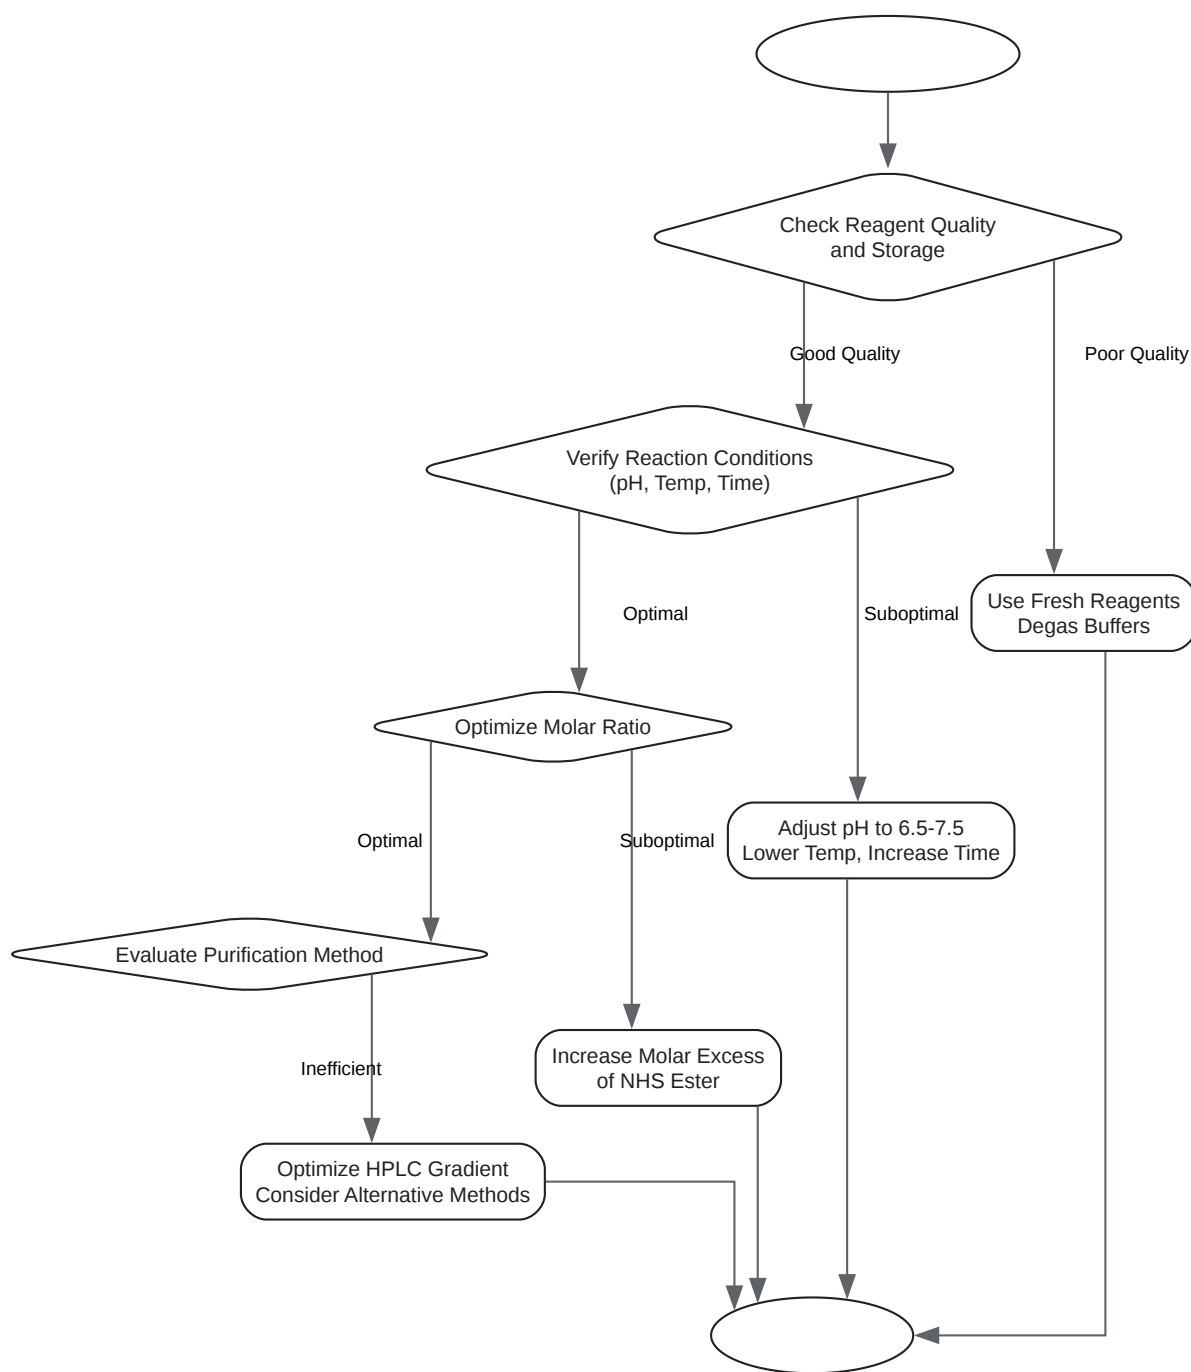 Check Reagent Quality
and Storage
Good Quality
Poor Quality
Verify Reaction Conditions
(pH, Temp, Time)
Use Fresh Reagents
Degas Buffers
Optimal
Suboptimal
Optimize Molar Ratio
Adjust pH to 6.5-7.5
Lower Temp, Increase Time
Optimal
Suboptimal
Evaluate Purification Method
Increase Molar Excess
of NHS Ester
Inefficient
Optimize HPLC Gradient
Consider Alternative Methods